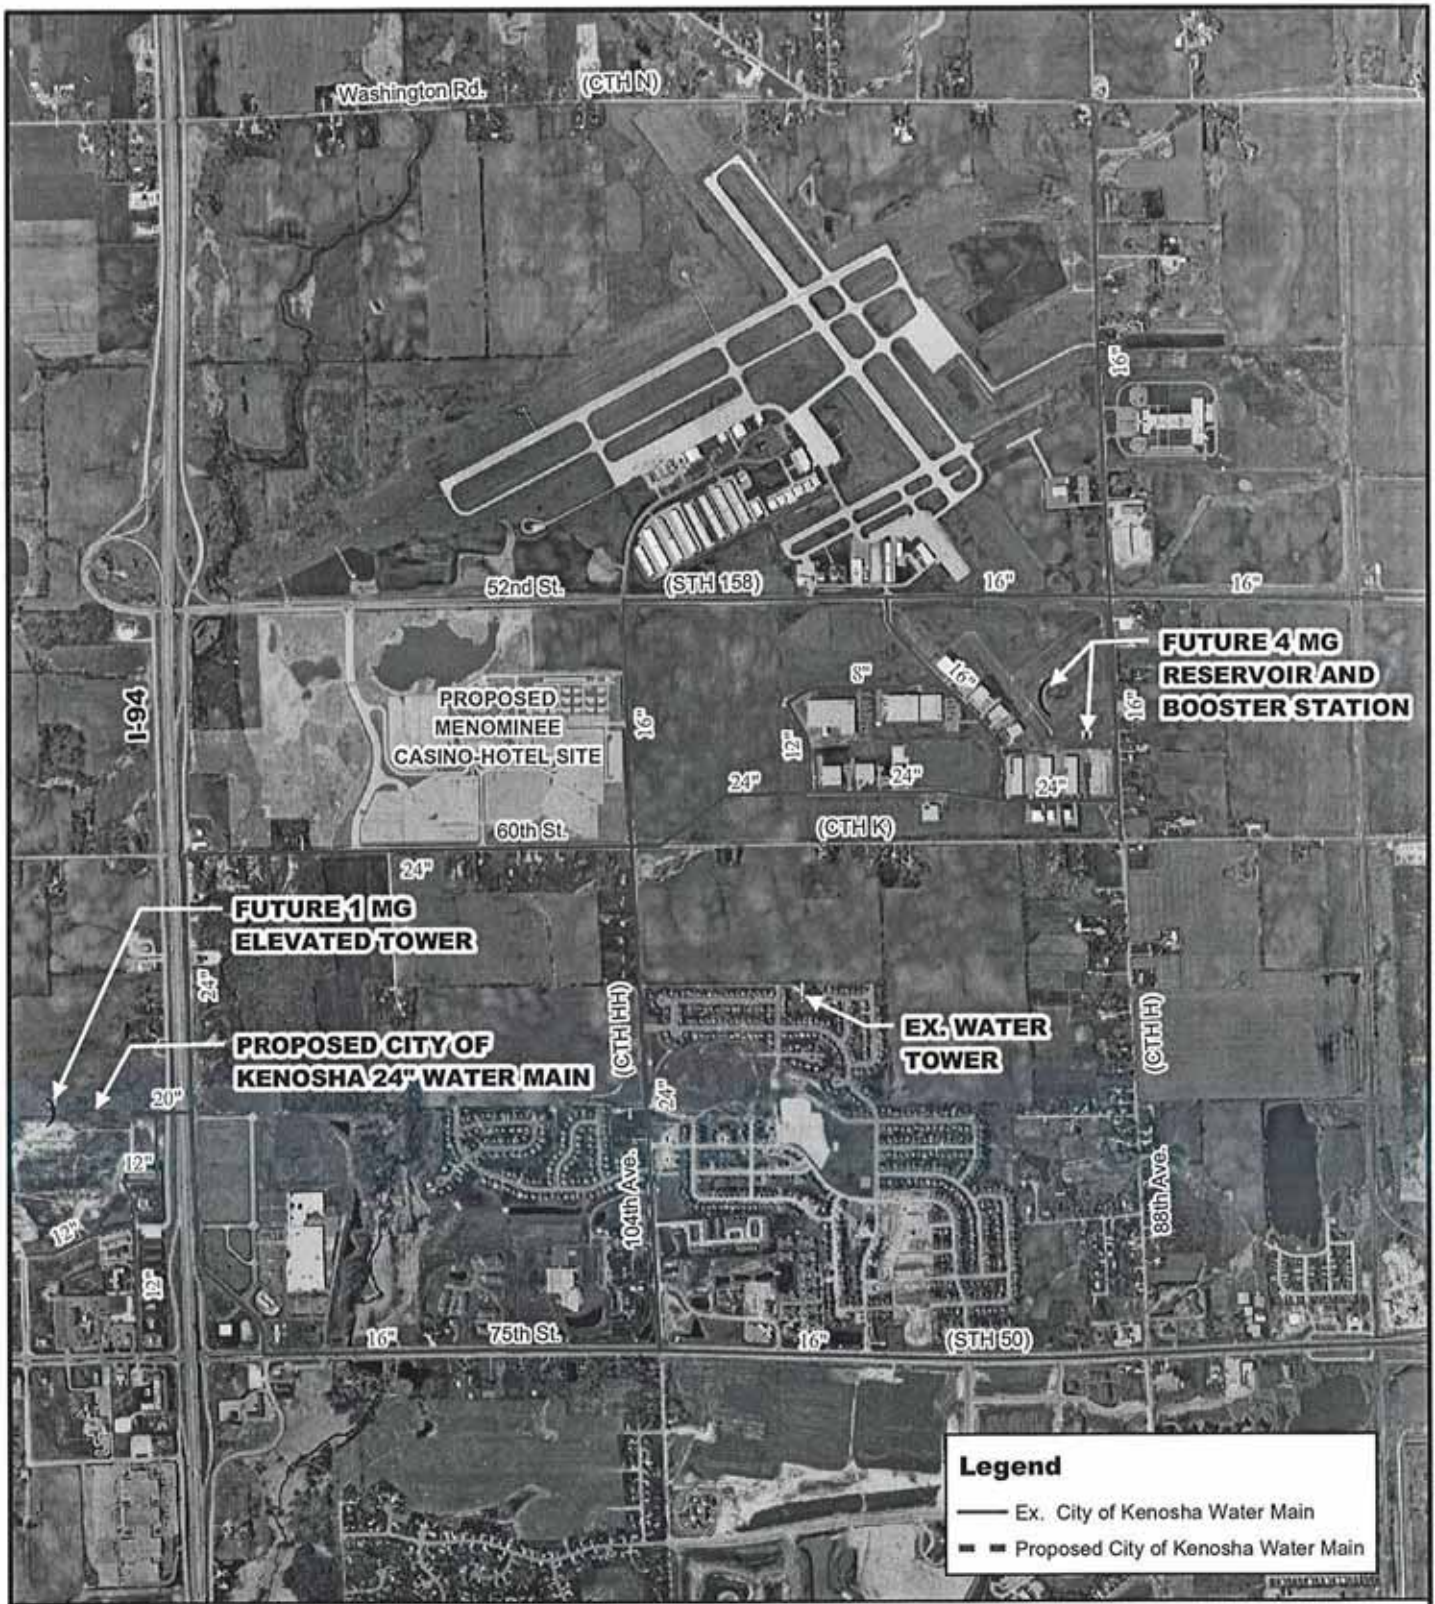 Washington Rd.
(CTH N)
16"
52nd St.
(STH 158)
16"
16"
FUTURE 4 MG
RESERVOIR AND
BOOSTER STATION
I-94
PROPOSED
MENOMINEE
CASINO-HOTEL SITE
16"
8"
16"
16"
12"
24"
24"
24"
60th St.
(CTH K)
24"
FUTURE 1 MG
ELEVATED TOWER
24"
(CTH HH)
EX. WATER
TOWER
(CTH H)
PROPOSED CITY OF
KENOSHA 24" WATER MAIN
20"
24"
12"
104th Ave.
88th Ave.
12"
12"
16"
75th St.
16"
(STH 50)
Legend
Ex. City of Kenosha Water Main
Proposed City of Kenosha Water Main